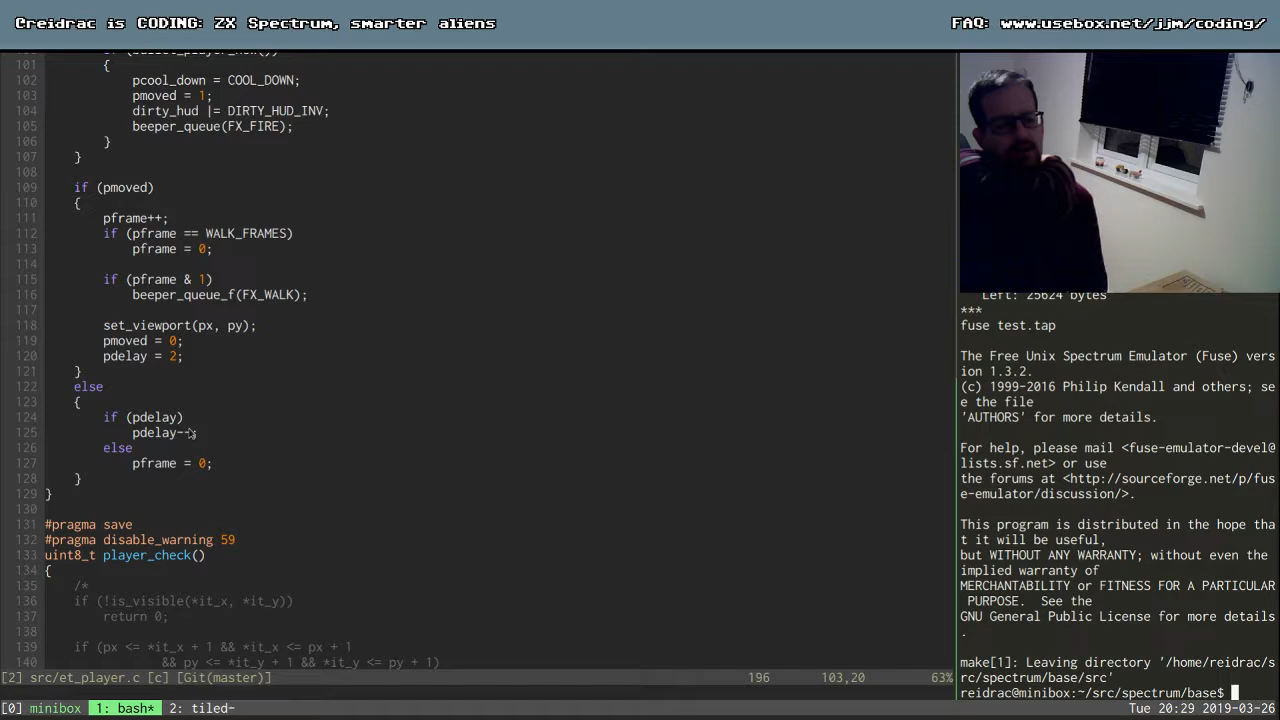 Creidrac is CODING: ZX Spectrum, smarter aliens
FAQ: www.usebox.net/jjm/coding/
101 {
102 pcool_down = COOL_DOWN;
103 pmoved = 1;
104 dirty_hud |= DIRTY_HUD_INV;
105 beeper_queue(FX_FIRE);
106 }
107 }
108
109 if (pmoved)
110 {
111 pframe++;
112 if (pframe == WALK_FRAMES)
113 pframe = 0;
114
115 if (pframe & 1)
116 beeper_queue_f(FX_WALK);
117
118 set_viewport(px, py);
119 pmoved = 0;
120 pdelay = 2;
121 }
122 else
123 {
124 if (pdelay)
125 pdelay--;
126 else
127 pframe = 0;
128 }
129 }
130
131 #pragma save
132 #pragma disable_warning 59
133 uint8_t player_check()
134 {
135 /*
136 if (!is_visible(*it_x, *it_y))
137 return 0;
138
139 if (px <= *it_x + 1 && *it_x <= px + 1
140 && py <= *it_y + 1 && *it_y <= py + 1)
[2] src/et_player.c [c] [Git(master)] 196 103,20 63%
Left: 25624 bytes
***
fuse test.tap
The Free Unix Spectrum Emulator (Fuse) vers
ion 1.3.2.
(c) 1999-2016 Philip Kendall and others; se
e the file
'AUTHORS' for more details.
For help, please mail <fuse-emulator-devel@
lists.sf.net> or use
the forums at <http://sourceforge.net/p/fus
e-emulator/discussion/>.
This program is distributed in the hope tha
t it will be useful,
but WITHOUT ANY WARRANTY; without even the
implied warranty of
MERCHANTABILITY or FITNESS FOR A PARTICULAR
PURPOSE. See the
GNU General Public License for more details
.
make[1]: Leaving directory '/home/reidrac/s
rc/spectrum/base/src'
reidrac@minibox:~/src/spectrum/base$
[0] minibox 1: bash* 2: tiled-
Tue 20:29 2019-03-26